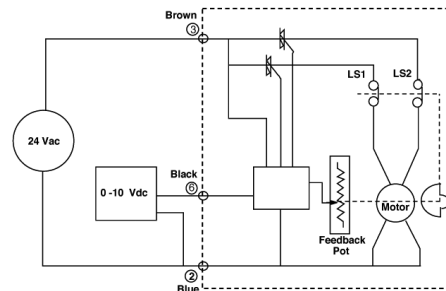 Brown
3
LS1
LS2
24 Vac
Black
6
0 -10 Vdc
Motor
Feedback
Pot
2
Blue